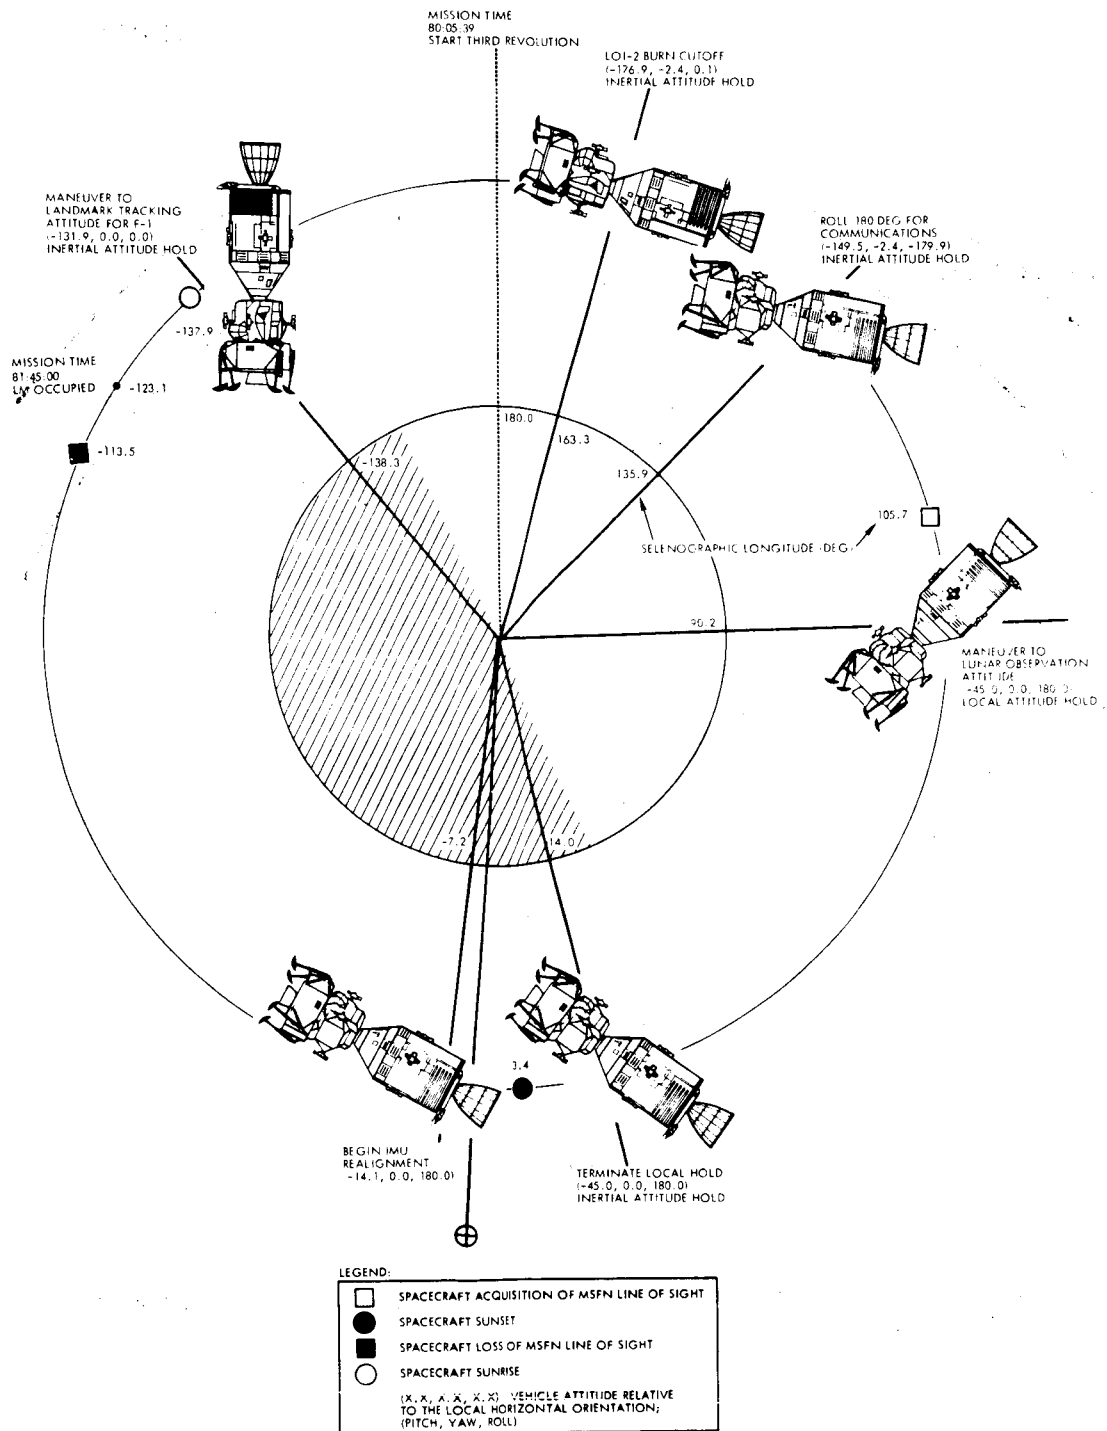 MISSION TIME
80:05:39
START THIRD REVOLUTION
LOI-2 BURN CUTOFF
(-176.9, -2.4, 0.1)
INERTIAL ATTITUDE HOLD
MANEUVER TO
LANDMARK TRACKING
ATTITUDE FOR F-1
(-131.9, 0.0, 0.0)
INERTIAL ATTITUDE HOLD
ROLL 180 DEG FOR
COMMUNICATIONS
(-149.5, -2.4, -179.9)
INERTIAL ATTITUDE HOLD
-137.9
MISSION TIME
81:45:00
LM OCCUPIED
-123.1
-113.5
180.0
163.3
-138.3
135.9
105.7
SELENOGRAPHIC LONGITUDE (DEG)
90.2
MANEUVER TO
LUNAR OBSERVATION
ATTITUDE
-45.0, 0.0, 180.0
LOCAL ATTITUDE HOLD
-7.2
14.0
3.4
BEGIN IMU
REALIGNMENT
-14.1, 0.0, 180.0)
TERMINATE LOCAL HOLD
(-45.0, 0.0, 180.0)
INERTIAL ATTITUDE HOLD
LEGEND:
SPACECRAFT ACQUISITION OF MSFN LINE OF SIGHT
SPACECRAFT SUNSET
SPACECRAFT LOSS OF MSFN LINE OF SIGHT
SPACECRAFT SUNRISE
(X.X, X.X, X.X) VEHICLE ATTITUDE RELATIVE
TO THE LOCAL HORIZONTAL ORIENTATION;
(PITCH, YAW, ROLL)